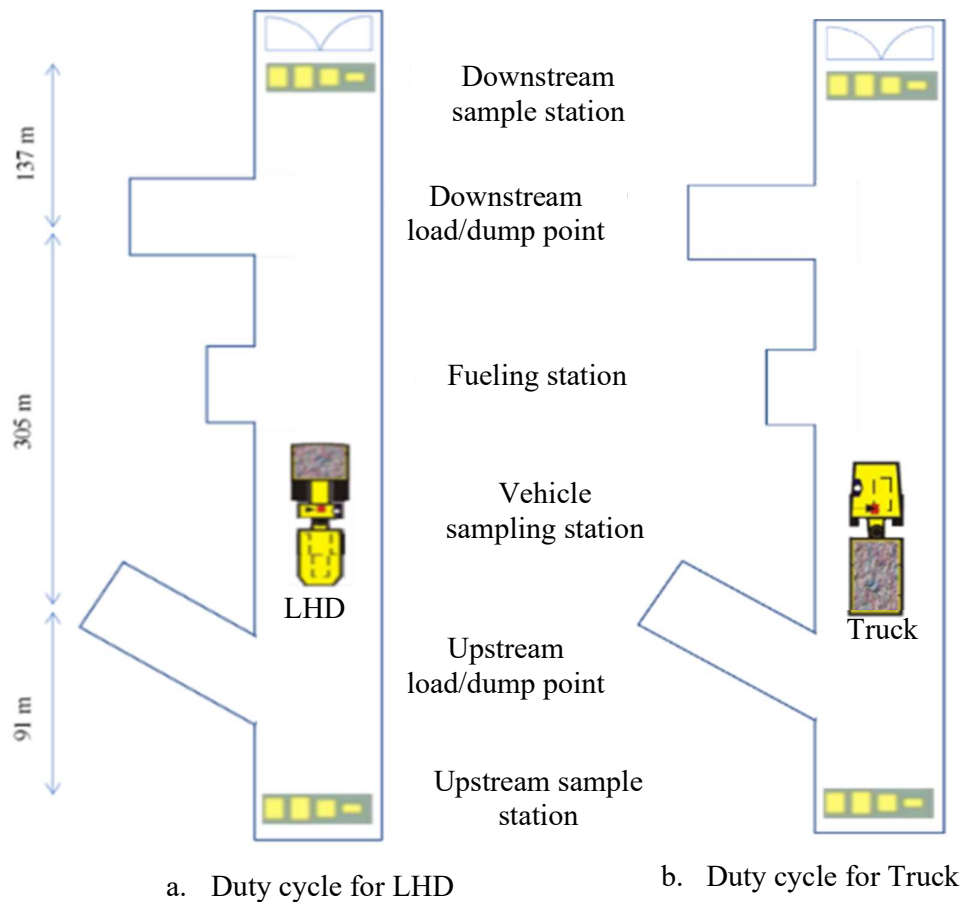 137 m
305 m
91 m
Downstream
sample station
Downstream
load/dump point
Fueling station
Vehicle
sampling station
LHD
Truck
Upstream
load/dump point
Upstream sample
station
a. Duty cycle for LHD
b. Duty cycle for Truck